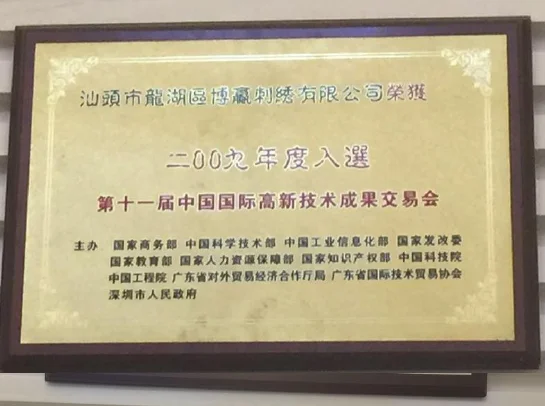 汕頭市龍湖區博贏刺綉有限公司榮獲
二00九年度入選
第十一届中国国际高新技术成果交易会
主办 国家商务部 中国科学技术部 中国工业信息化部 国家发改委
国家教育部 国家人力资源保障部 国家知识产权部 中国科技院
中国工程院 广东省对外贸易经济合作厅局 广东省国际技术贸易协会
深圳市人民政府